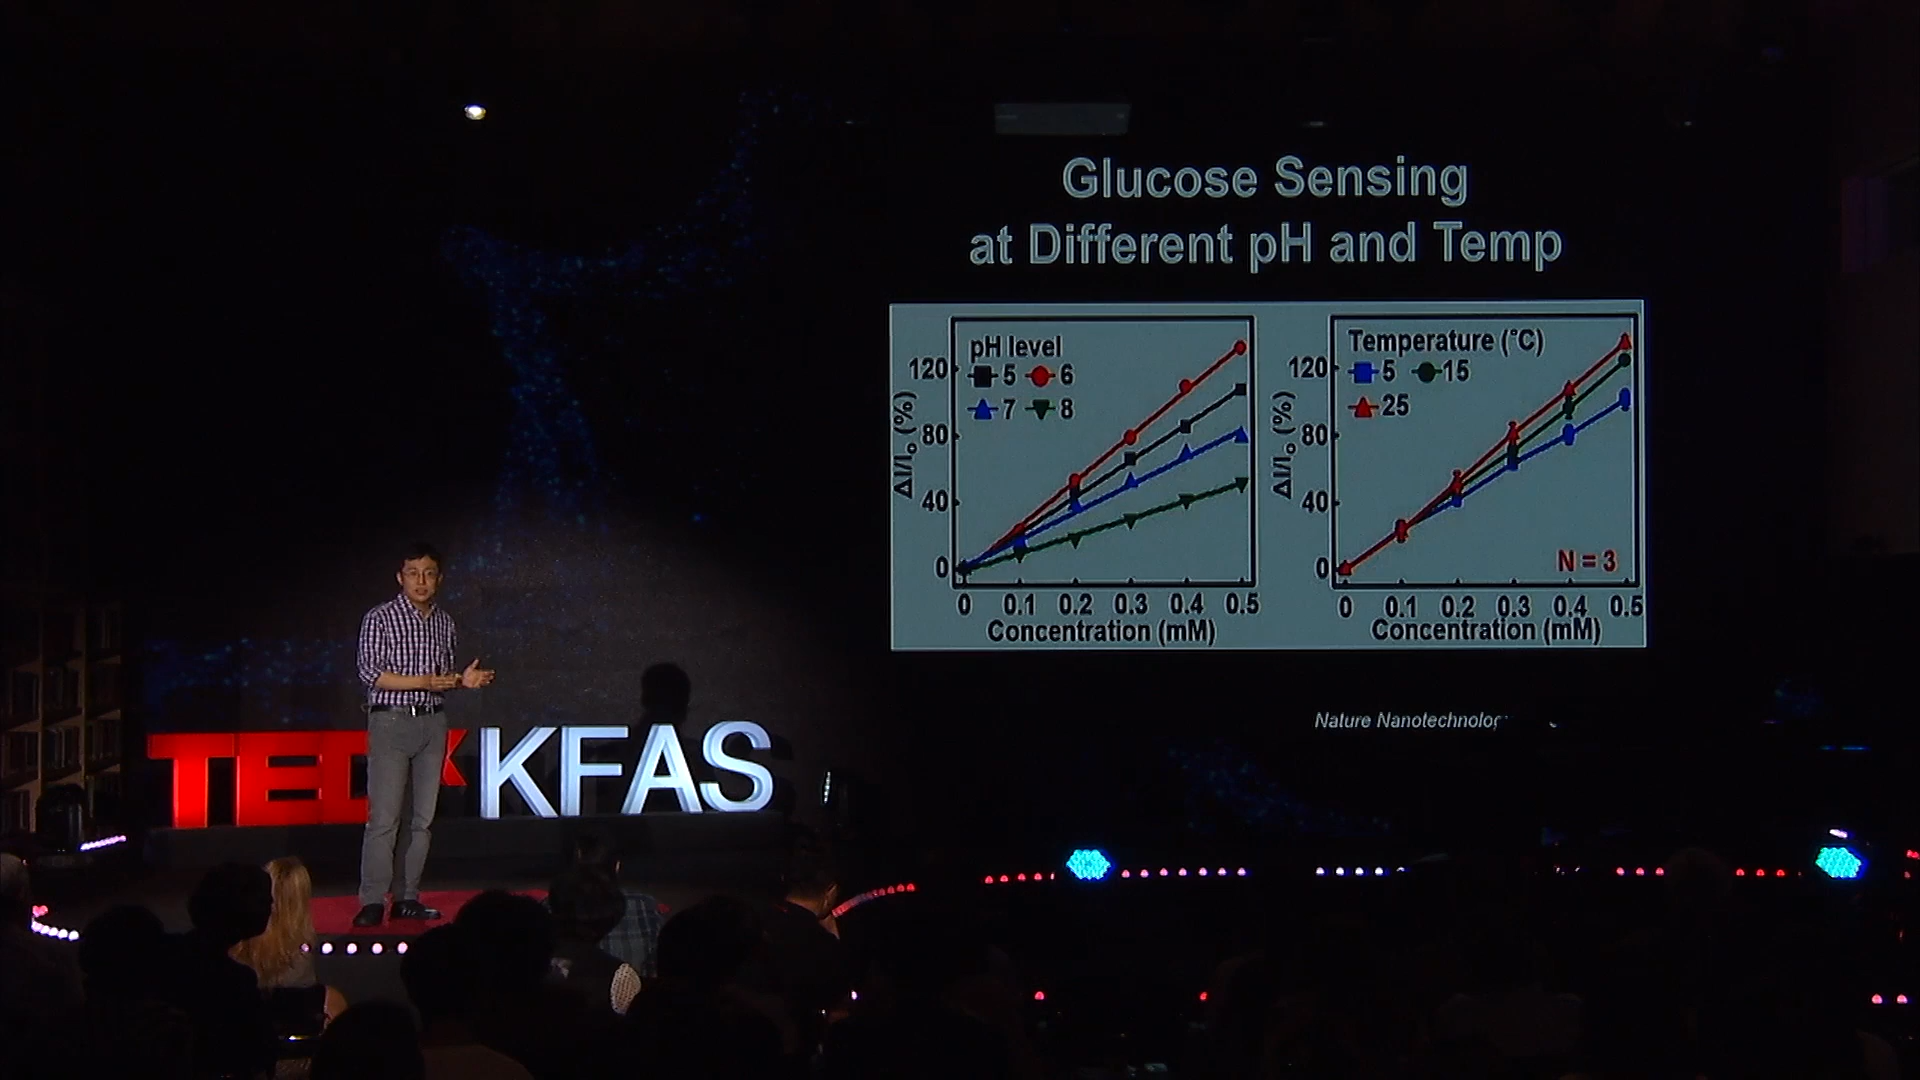 Glucose Sensing
at Different pH and Temp
pH level
5 6
7 8
120
80
40
0
ΔI/I₀ (%)
0 0.1 0.2 0.3 0.4 0.5
Concentration (mM)
Temperature (°C)
5 15
25
120
80
40
0
ΔI/I₀ (%)
N = 3
0 0.1 0.2 0.3 0.4 0.5
Concentration (mM)
Nature
TEDx KFAS